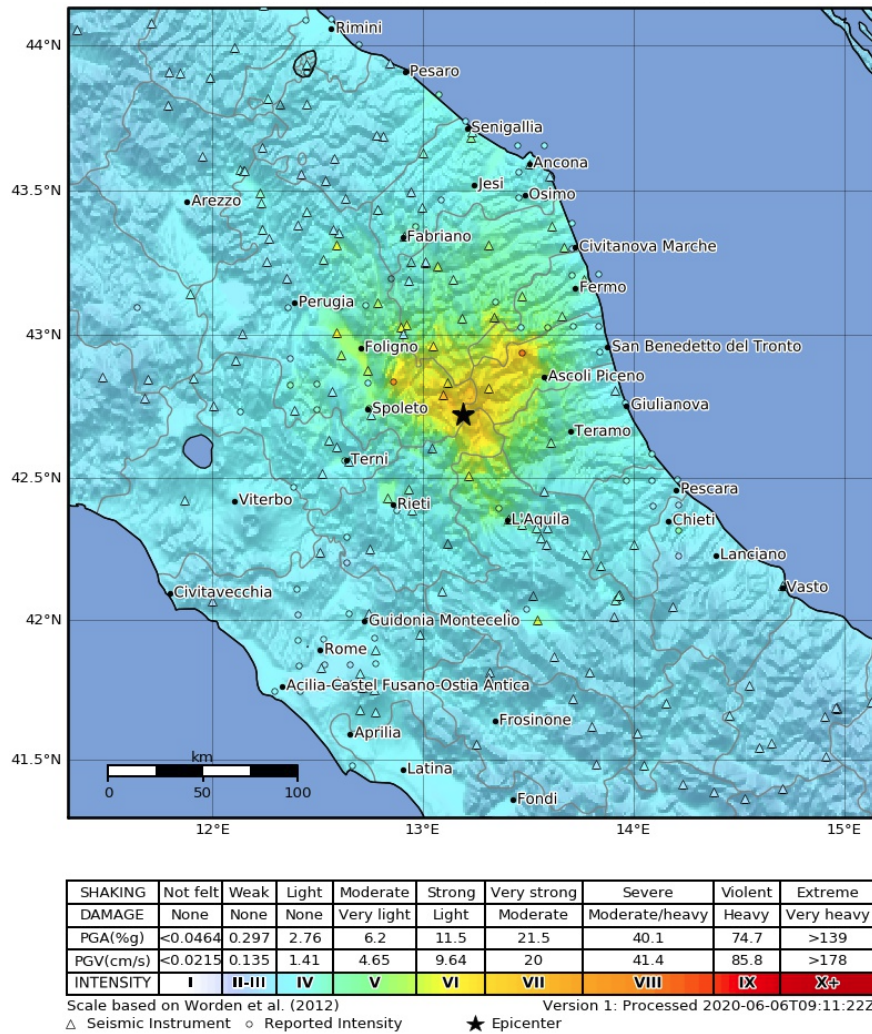 44°N
Rimini
Pesaro
Senigallia
Ancona
43.5°N
Jesi
Osimo
Arezzo
Fabriano
Civitanova Marche
Fermo
Perugia
43°N
Foligno
San Benedetto del Tronto
Ascoli Piceno
Spoleto
Giulianova
Teramo
42.5°N
Terni
Pescara
Viterbo
Rieti
L'Aquila
Chieti
Lanciano
Civitavecchia
Vasto
42°N
Guidonia Montecelio
Rome
Acilia-Castel Fusano-Ostia Antica
Frosinone
Aprilia
41.5°N
km
Latina
0 50 100
Fondi
12°E 13°E 14°E 15°E
SHAKING Not felt Weak Light Moderate Strong Very strong Severe Violent Extreme
DAMAGE None None None Very light Light Moderate Moderate/heavy Heavy Very heavy
PGA(%g) <0.0464 0.297 2.76 6.2 11.5 21.5 40.1 74.7 >139
PGV(cm/s) <0.0215 0.135 1.41 4.65 9.64 20 41.4 85.8 >178
INTENSITY I II-III IV V VI VII VIII IX X+
Scale based on Worden et al. (2012) Version 1: Processed 2020-06-06T09:11:22Z
△ Seismic Instrument ○ Reported Intensity ★ Epicenter